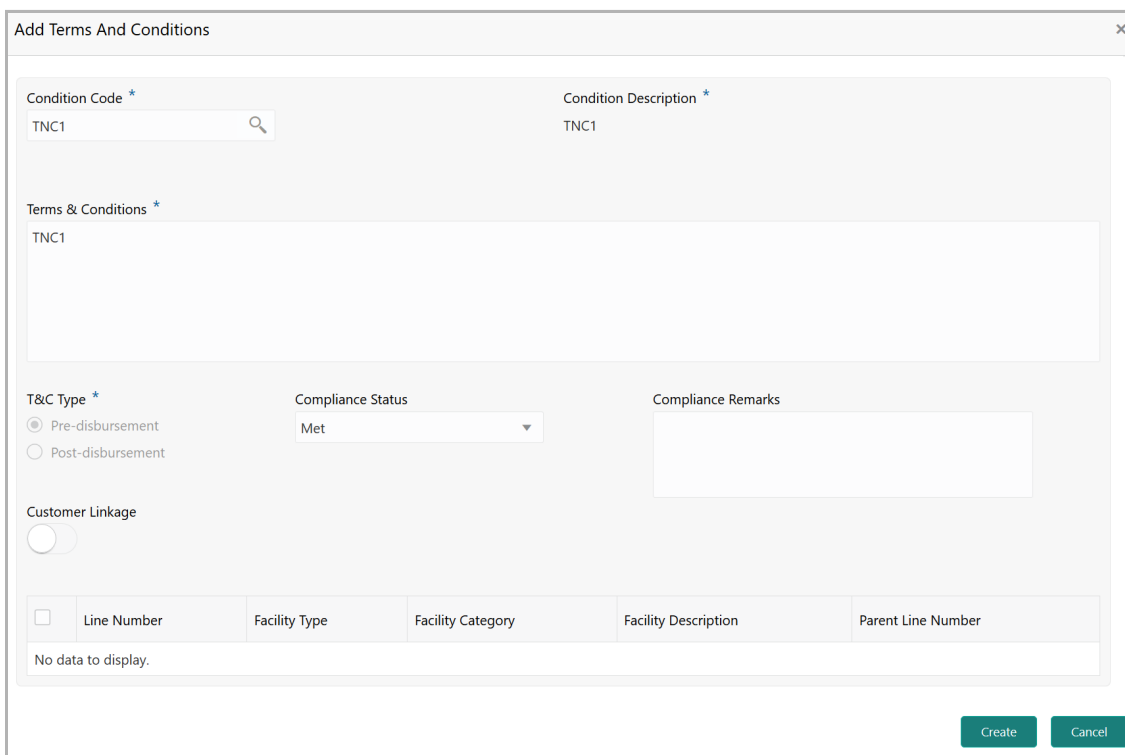 Add Terms And Conditions ×
Condition Code * Condition Description *
TNC1 TNC1
Terms & Conditions *
TNC1
T&C Type * Compliance Status Compliance Remarks
Pre-disbursement Met
Post-disbursement
Customer Linkage
Line Number Facility Type Facility Category Facility Description Parent Line Number
No data to display.
Create Cancel